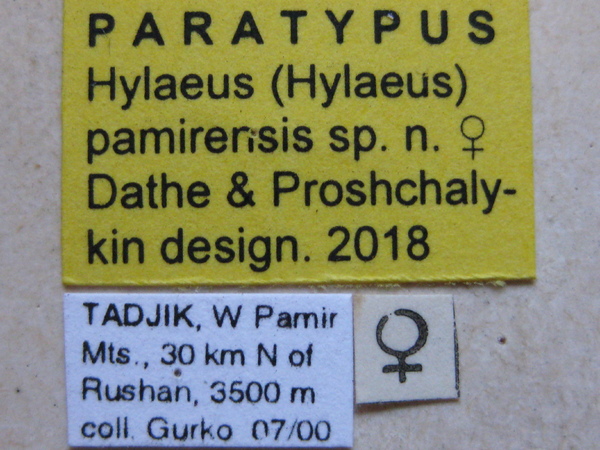 PARATYPUS
Hylaeus (Hylaeus)
pamirensis sp. n. ♀
Dathe & Proshchaly-
kin design. 2018
TADJIK, W Pamir
Mts., 30 km N of
Rushan, 3500 m
coll. Gurko 07/00
♀